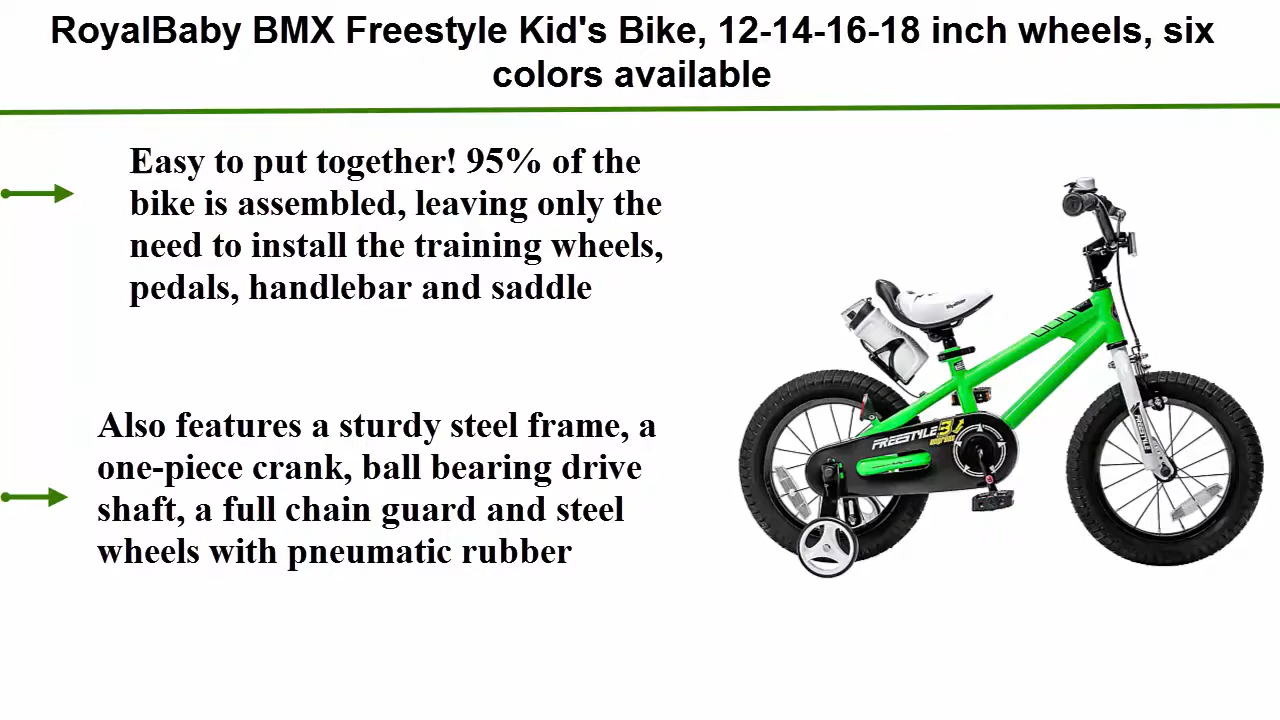 RoyalBaby BMX Freestyle Kid's Bike, 12-14-16-18 inch wheels, six
colors available
Easy to put together! 95% of the
bike is assembled, leaving only the
need to install the training wheels,
pedals, handlebar and saddle
Also features a sturdy steel frame, a
one-piece crank, ball bearing drive
shaft, a full chain guard and steel
wheels with pneumatic rubber
FREESTYLE
FREESTYLE